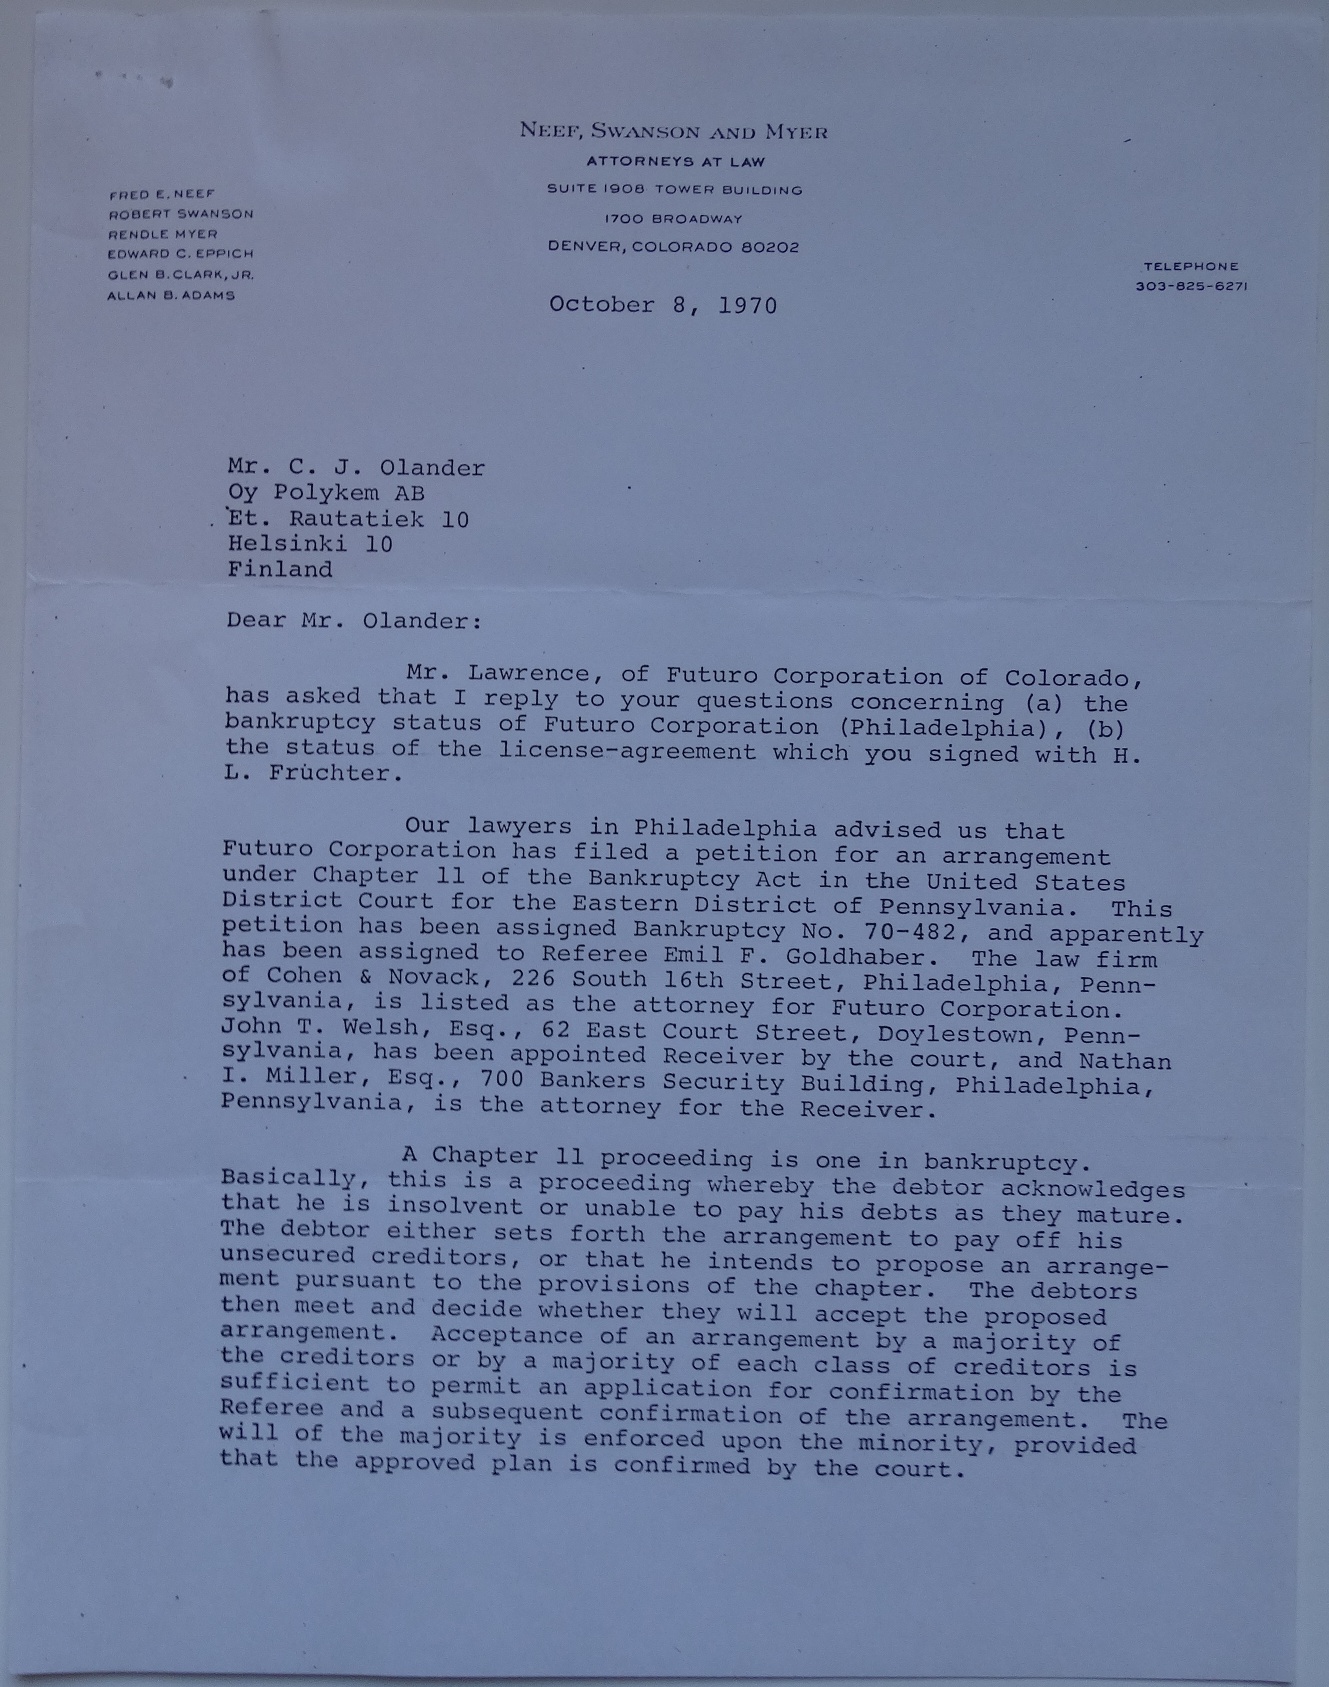 NEEF, SWANSON AND MYER
ATTORNEYS AT LAW
SUITE 1908 TOWER BUILDING
1700 BROADWAY
DENVER, COLORADO 80202
FRED E. NEEF
ROBERT SWANSON
RENDLE MYER
EDWARD C. EPPICH
GLEN B. CLARK, JR.
ALLAN B. ADAMS
TELEPHONE
303-825-6271
October 8, 1970
Mr. C. J. Olander
Oy Polykem AB
Et. Rautatiek 10
Helsinki 10
Finland
Dear Mr. Olander:
Mr. Lawrence, of Futuro Corporation of Colorado,
has asked that I reply to your questions concerning (a) the
bankruptcy status of Futuro Corporation (Philadelphia), (b)
the status of the license-agreement which you signed with H.
L. Fruchter.
Our lawyers in Philadelphia advised us that
Futuro Corporation has filed a petition for an arrangement
under Chapter 11 of the Bankruptcy Act in the United States
District Court for the Eastern District of Pennsylvania. This
petition has been assigned Bankruptcy No. 70-482, and apparently
has been assigned to Referee Emil F. Goldhaber. The law firm
of Cohen & Novack, 226 South 16th Street, Philadelphia, Penn-
sylvania, is listed as the attorney for Futuro Corporation.
John T. Welsh, Esq., 62 East Court Street, Doylestown, Penn-
sylvania, has been appointed Receiver by the court, and Nathan
I. Miller, Esq., 700 Bankers Security Building, Philadelphia,
Pennsylvania, is the attorney for the Receiver.
A Chapter 11 proceeding is one in bankruptcy.
Basically, this is a proceeding whereby the debtor acknowledges
that he is insolvent or unable to pay his debts as they mature.
The debtor either sets forth the arrangement to pay off his
unsecured creditors, or that he intends to propose an arrange-
ment pursuant to the provisions of the chapter. The debtors
then meet and decide whether they will accept the proposed
arrangement. Acceptance of an arrangement by a majority of
the creditors or by a majority of each class of creditors is
sufficient to permit an application for confirmation by the
Referee and a subsequent confirmation of the arrangement. The
will of the majority is enforced upon the minority, provided
that the approved plan is confirmed by the court.